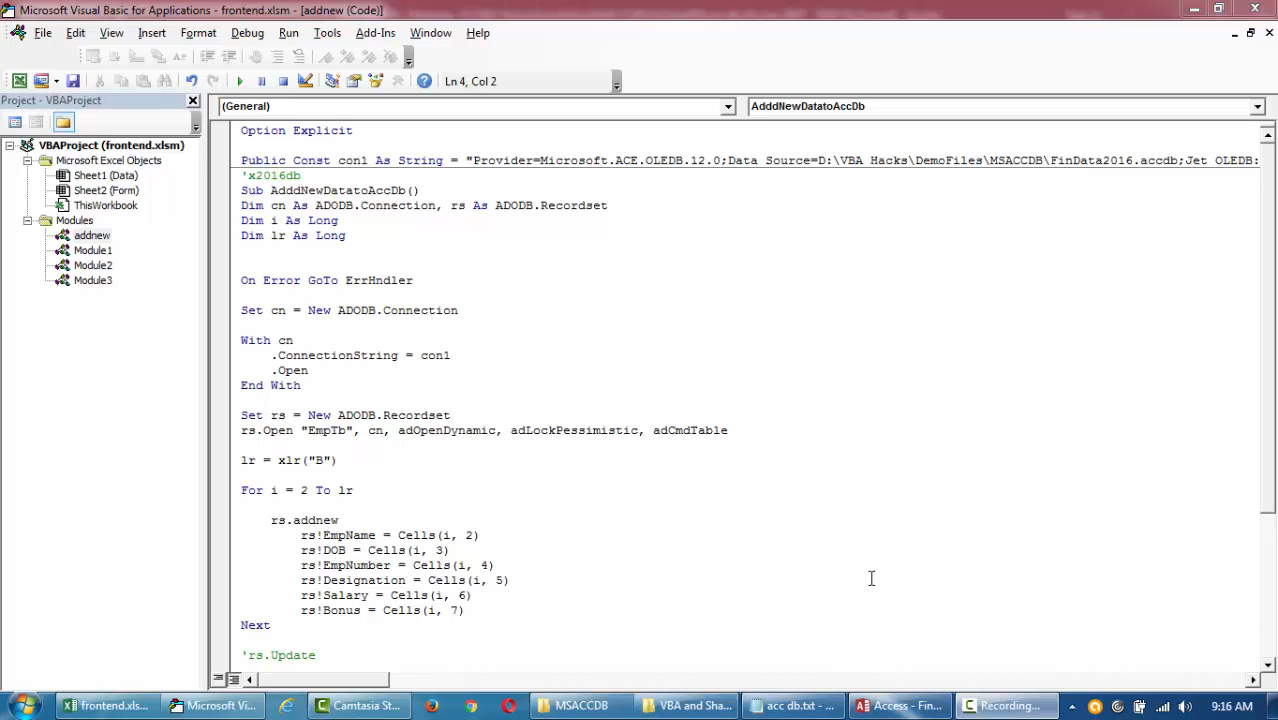 Microsoft Visual Basic for Applications - frontend.xlsm - [addnew (Code)]
File Edit View Insert Format Debug Run Tools Add-Ins Window Help
Ln 4, Col 2
Project - VBAProject
(General)
AdddNewDatatoAccDb
VBAProject (frontend.xlsm)
Microsoft Excel Objects
Sheet1 (Data)
Sheet2 (Form)
ThisWorkbook
Modules
addnew
Module1
Module2
Module3
Option Explicit
Public Const con1 As String = "Provider=Microsoft.ACE.OLEDB.12.0;Data Source=D:\VBA Hacks\DemoFiles\MSACCDB\FinData2016.accdb;Jet OLEDB:
'x2016db
Sub AdddNewDatatoAccDb()
Dim cn As ADODB.Connection, rs As ADODB.Recordset
Dim i As Long
Dim lr As Long
On Error GoTo ErrHndler
Set cn = New ADODB.Connection
With cn
.ConnectionString = con1
.Open
End With
Set rs = New ADODB.Recordset
rs.Open "EmpTb", cn, adOpenDynamic, adLockPessimistic, adCmdTable
lr = xlr("B")
For i = 2 To lr
rs.addnew
rs!EmpName = Cells(i, 2)
rs!DOB = Cells(i, 3)
rs!EmpNumber = Cells(i, 4)
rs!Designation = Cells(i, 5)
rs!Salary = Cells(i, 6)
rs!Bonus = Cells(i, 7)
Next
'rs.Update
frontend.xls... Microsoft Vi... Camtasia St... MSACCDB VBA and Sha... acc db.txt - ... Access - Fin... Recording... 9:16 AM